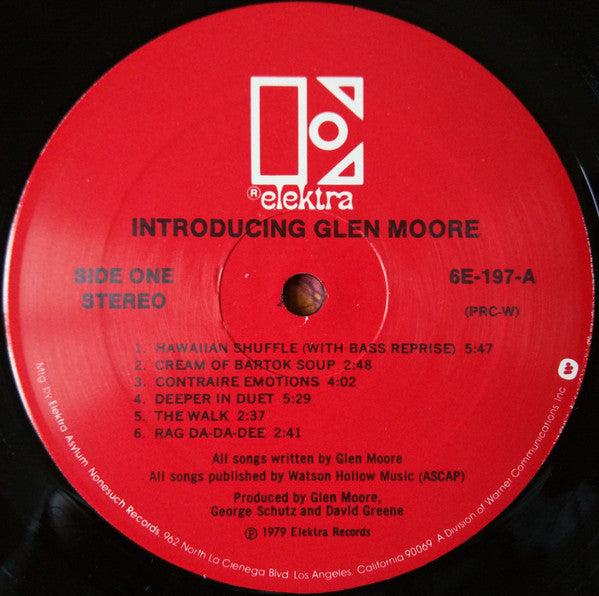 ® elektra
INTRODUCING GLEN MOORE
SIDE ONE
STEREO
6E-197-A
(PRC-W)
1. HAWAIIAN SHUFFLE (WITH BASS REPRISE) 5:47
2. CREAM OF BARTOK SOUP 2:48
3. CONTRAIRE EMOTIONS 4:02
4. DEEPER IN DUET 5:29
5. THE WALK 2:37
6. RAG DA-DA-DEE 2:41
All songs written by Glen Moore
All songs published by Watson Hollow Music (ASCAP)
Produced by Glen Moore,
George Schutz and David Greene
℗ 1979 Elektra Records
Mfg. by Elektra Asylum Nonesuch Records. 962 North La Cienega Blvd. Los Angeles, California 90069 A Division of Warner Communications Inc.